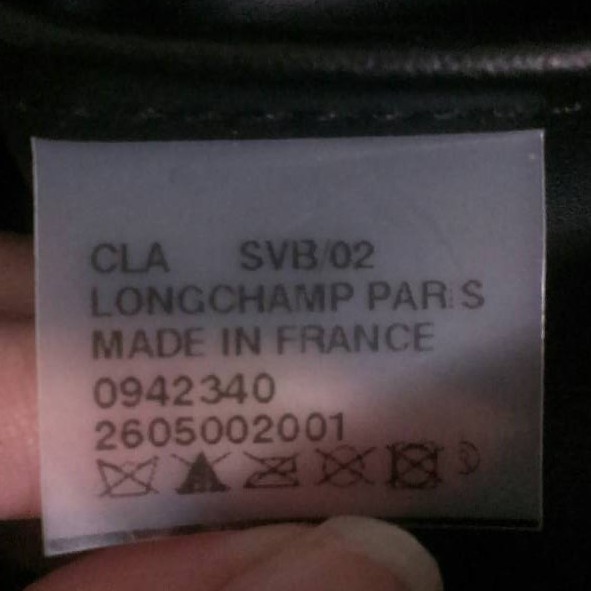 CLA SVB/02
LONGCHAMP PARIS
MADE IN FRANCE
0942340
2605002001